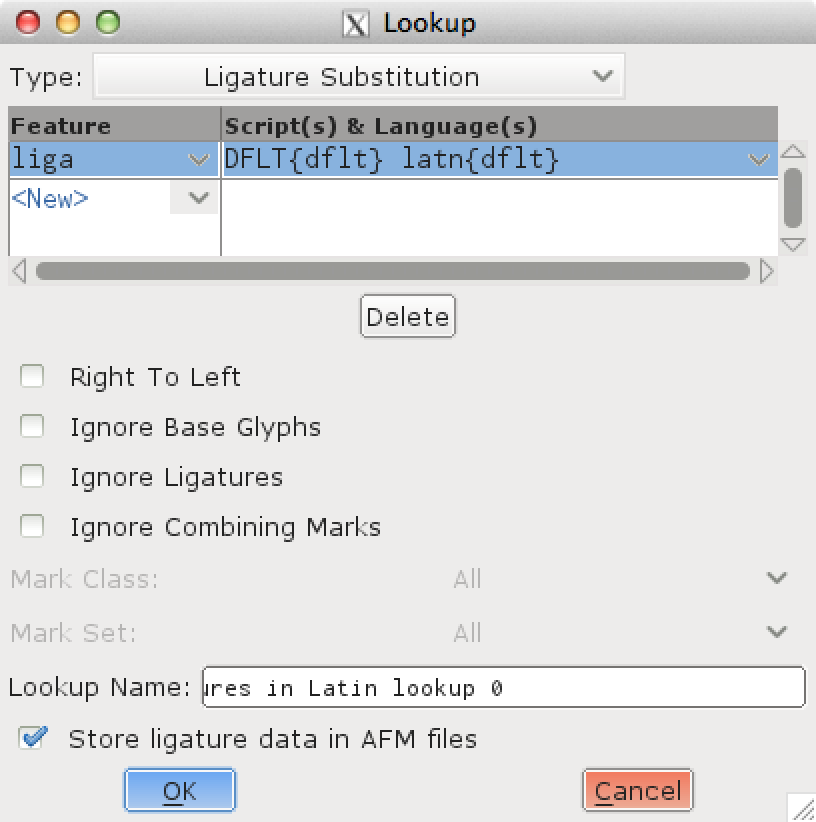 Lookup
Type: Ligature Substitution
Feature Script(s) & Language(s)
liga DFLT{dflt} latn{dflt}
<New>
Delete
Right To Left
Ignore Base Glyphs
Ignore Ligatures
Ignore Combining Marks
Mark Class: All
Mark Set: All
Lookup Name: ures in Latin lookup 0
Store ligature data in AFM files
OK Cancel